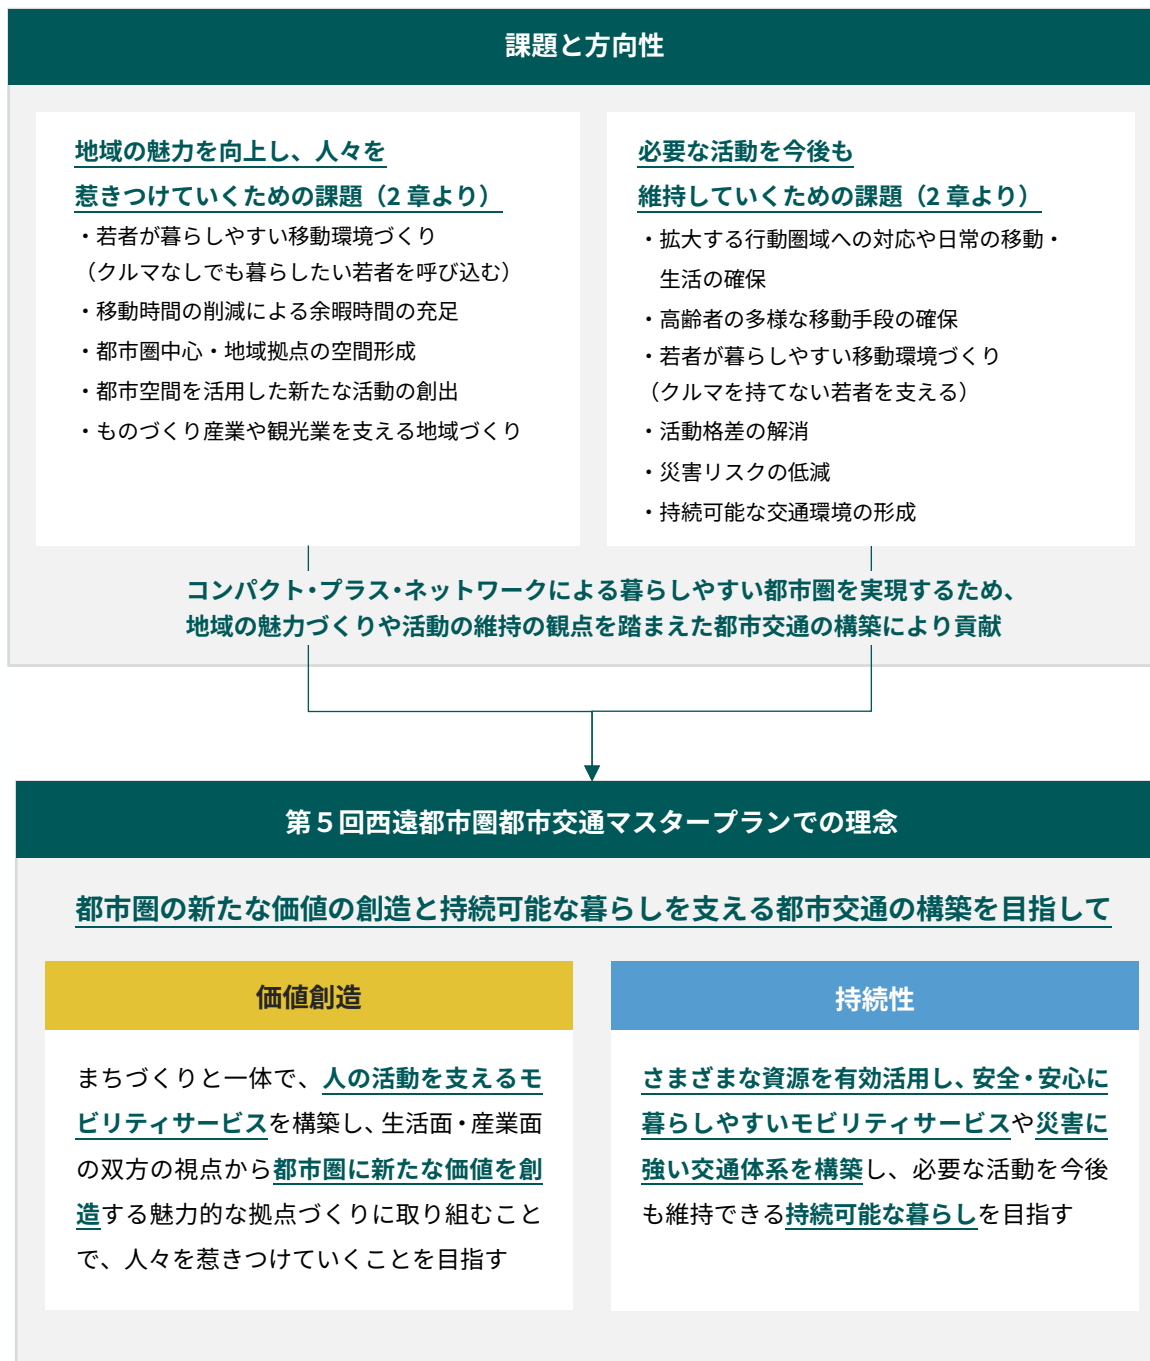 課題と方向性
地域の魅力を向上し、人々を
惹きつけていくための課題（2 章より）
・若者が暮らしやすい移動環境づくり
（クルマなしでも暮らしたい若者を呼び込む）
・移動時間の削減による余暇時間の充足
・都市圏中心・地域拠点の空間形成
・都市空間を活用した新たな活動の創出
・ものづくり産業や観光業を支える地域づくり
必要な活動を今後も
維持していくための課題（2 章より）
・拡大する行動圏域への対応や日常の移動・
生活の確保
・高齢者の多様な移動手段の確保
・若者が暮らしやすい移動環境づくり
（クルマを持てない若者を支える）
・活動格差の解消
・災害リスクの低減
・持続可能な交通環境の形成
コンパクト・プラス・ネットワークによる暮らしやすい都市圏を実現するため、
地域の魅力づくりや活動の維持の観点を踏まえた都市交通の構築により貢献
第５回西遠都市圏都市交通マスタープランでの理念
都市圏の新たな価値の創造と持続可能な暮らしを支える都市交通の構築を目指して
価値創造
まちづくりと一体で、人の活動を支えるモ
ビリティサービスを構築し、生活面・産業面
の双方の視点から都市圏に新たな価値を創
造する魅力的な拠点づくりに取り組むこと
で、人々を惹きつけていくことを目指す
持続性
さまざまな資源を有効活用し、安全・安心に
暮らしやすいモビリティサービスや災害に
強い交通体系を構築し、必要な活動を今後
も維持できる持続可能な暮らしを目指す